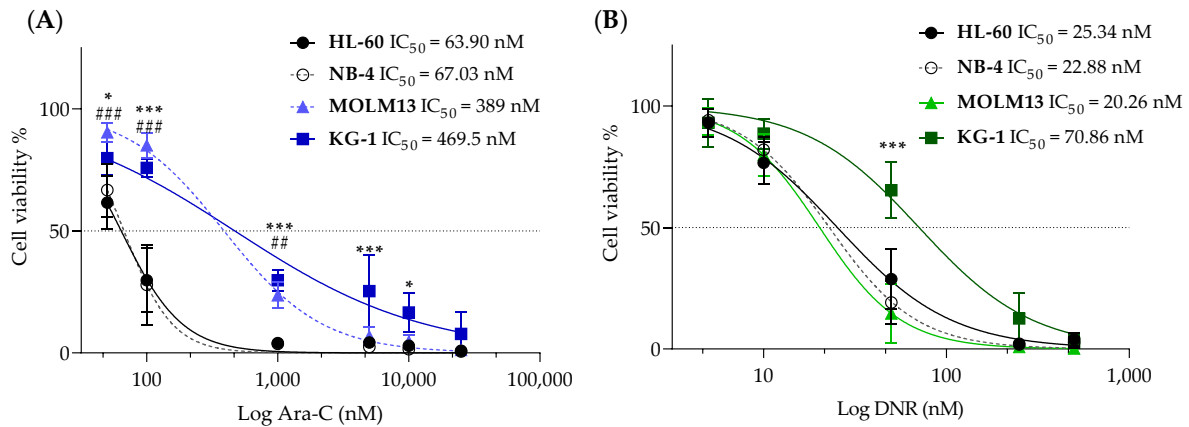 (A)
HL-60 IC50 = 63.90 nM
NB-4 IC50 = 67.03 nM
MOLM13 IC50 = 389 nM
KG-1 IC50 = 469.5 nM
* 
###
***
###
***
##
***
*
Cell viability %
50
0
100
1,000
10,000
100,000
Log Ara-C (nM)
(B)
HL-60 IC50 = 25.34 nM
NB-4 IC50 = 22.88 nM
MOLM13 IC50 = 20.26 nM
KG-1 IC50 = 70.86 nM
***
Cell viability %
100
50
0
10
100
1,000
Log DNR (nM)